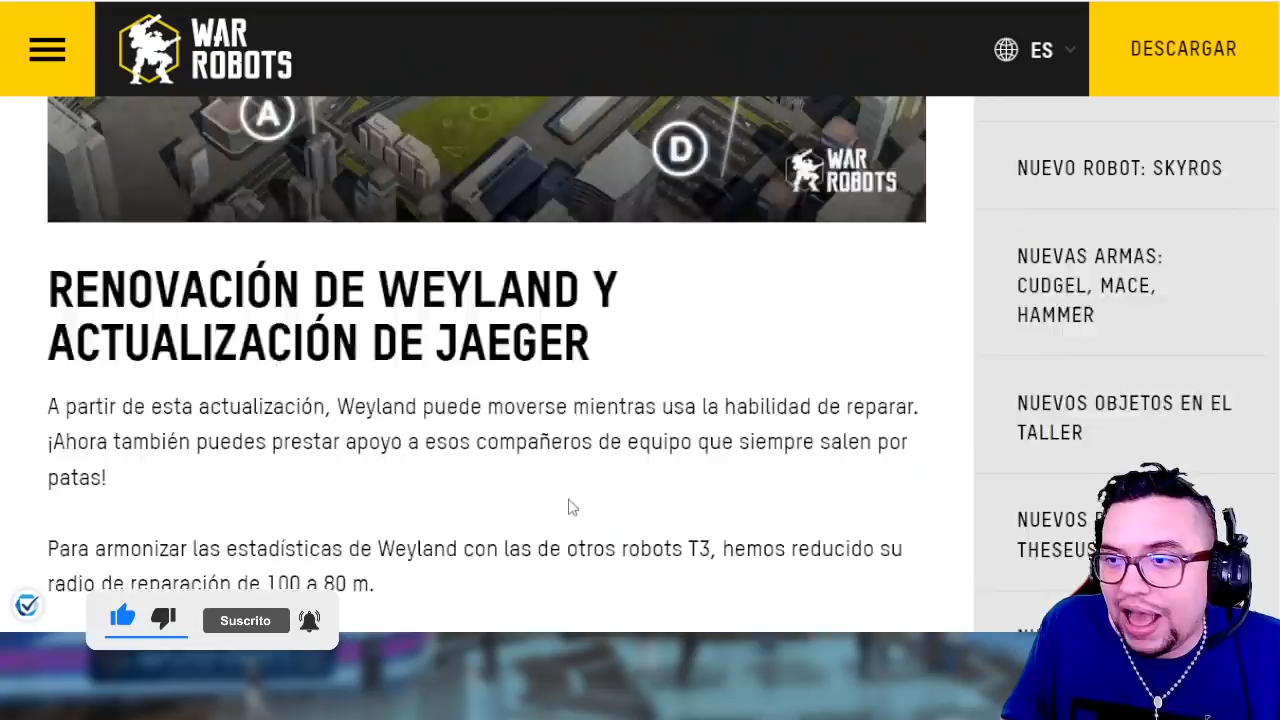 WAR
ROBOTS
ES
DESCARGAR
A
D
WAR
ROBOTS
RENOVACIÓN DE WEYLAND Y
ACTUALIZACIÓN DE JAEGER
A partir de esta actualización, Weyland puede moverse mientras usa la habilidad de reparar.
¡Ahora también puedes prestar apoyo a esos compañeros de equipo que siempre salen por
patas!
Para armonizar las estadísticas de Weyland con las de otros robots T3, hemos reducido su
radio de reparación de 100 a 80 m.
NUEVO ROBOT: SKYROS
NUEVAS ARMAS:
CUDGEL, MACE,
HAMMER
NUEVOS OBJETOS EN EL
TALLER
NUEVOS
THESEUS
Suscrito